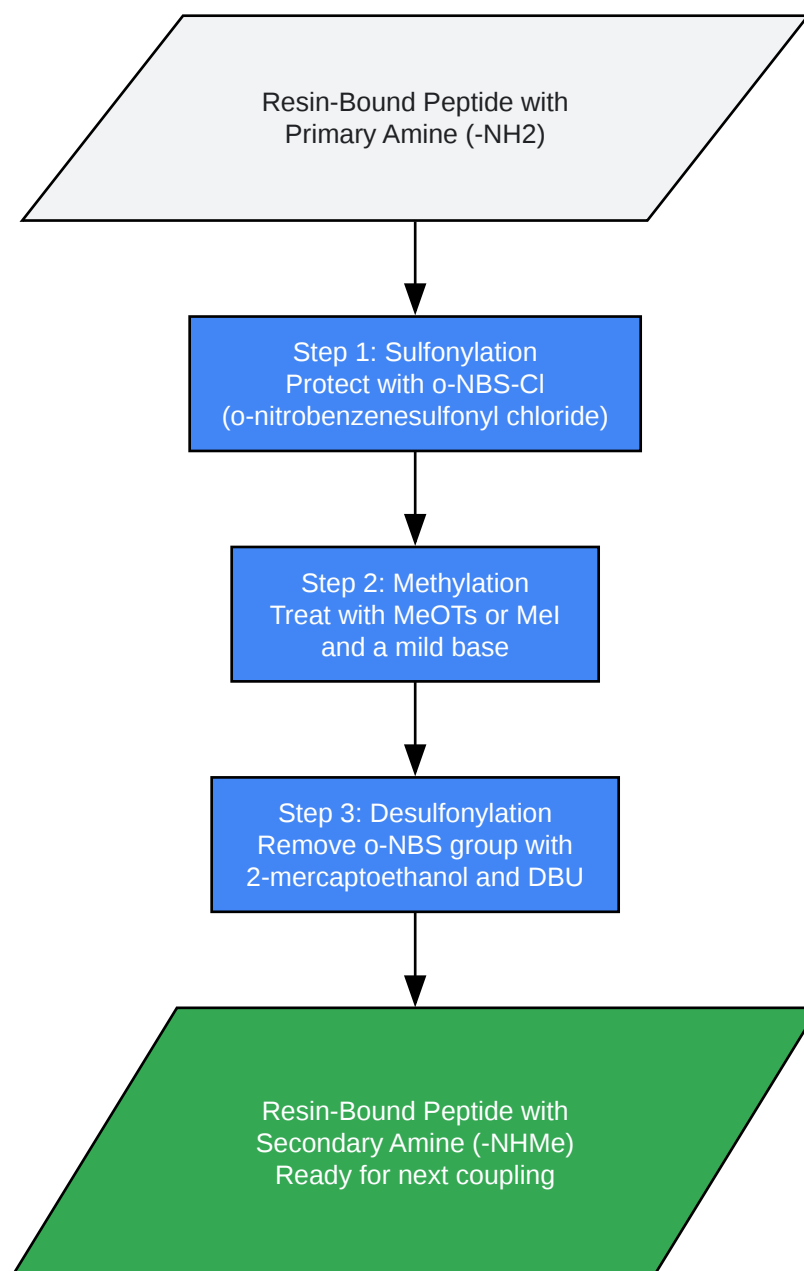 Resin-Bound Peptide with
Primary Amine (-NH2)
Step 1: Sulfonylation
Protect with o-NBS-Cl
(o-nitrobenzenesulfonyl chloride)
Step 2: Methylation
Treat with MeOTs or MeI
and a mild base
Step 3: Desulfonylation
Remove o-NBS group with
2-mercaptoethanol and DBU
Resin-Bound Peptide with
Secondary Amine (-NHMe)
Ready for next coupling